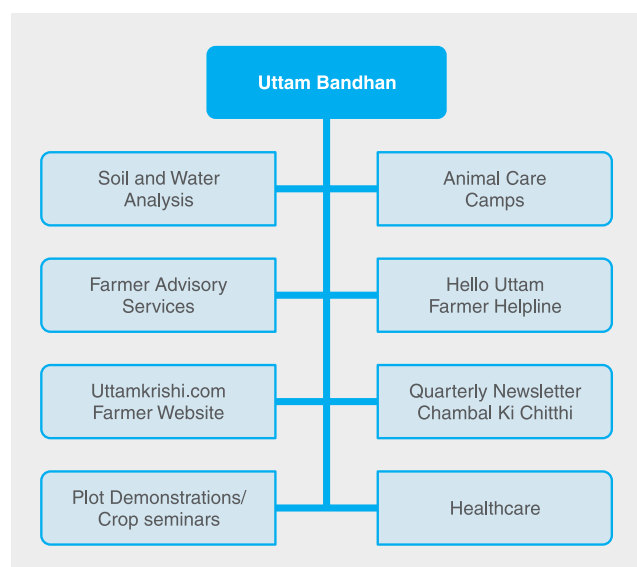 Uttam Bandhan
Soil and Water
Analysis
Animal Care
Camps
Farmer Advisory
Services
Hello Uttam
Farmer Helpline
Uttamkrishi.com
Farmer Website
Quarterly Newsletter
Chambal Ki Chitthi
Plot Demonstrations/
Crop seminars
Healthcare